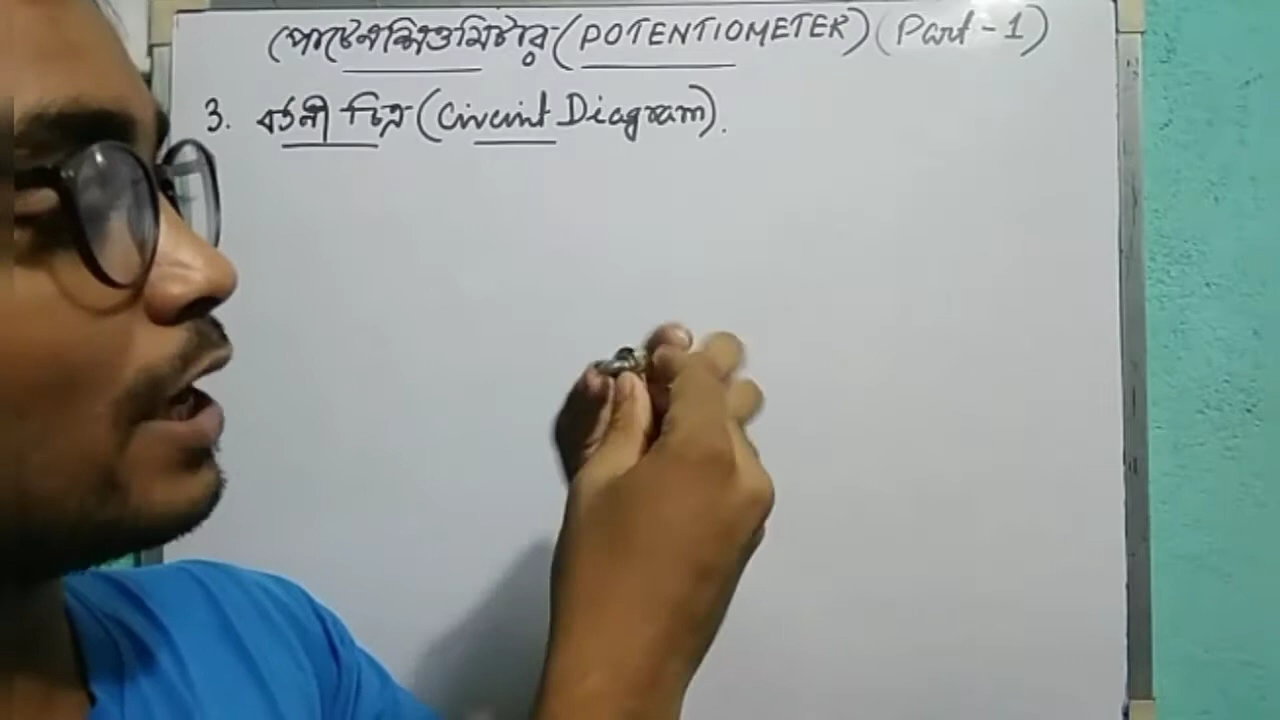 পোটেনশিওমিটার (POTENTIOMETER) (Part - 1)
3. বর্তনী চিত্র (Circuit Diagram).